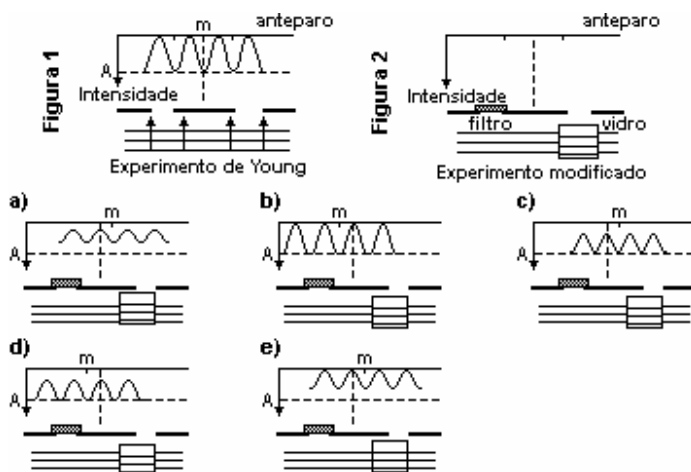 Figura 1
m
anteparo
A
Intensidade
Experimento de Young
Figura 2
anteparo
Intensidade
filtro
vidro
Experimento modificado
a)
m
A
b)
m
A
c)
m
A
d)
m
A
e)
m
A